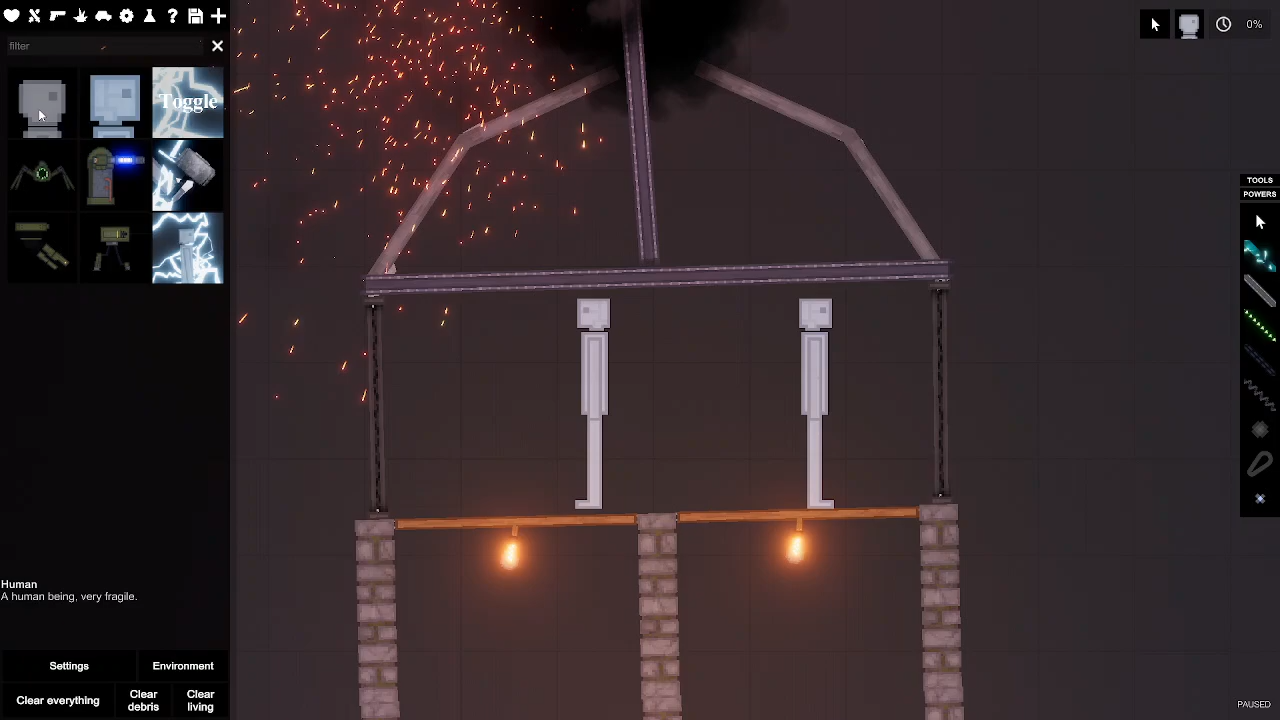 filter
0%
Toggle
TOOLS
POWERS
Human
A human being, very fragile.
Settings
Environment
Clear everything
Clear debris
Clear living
PAUSED